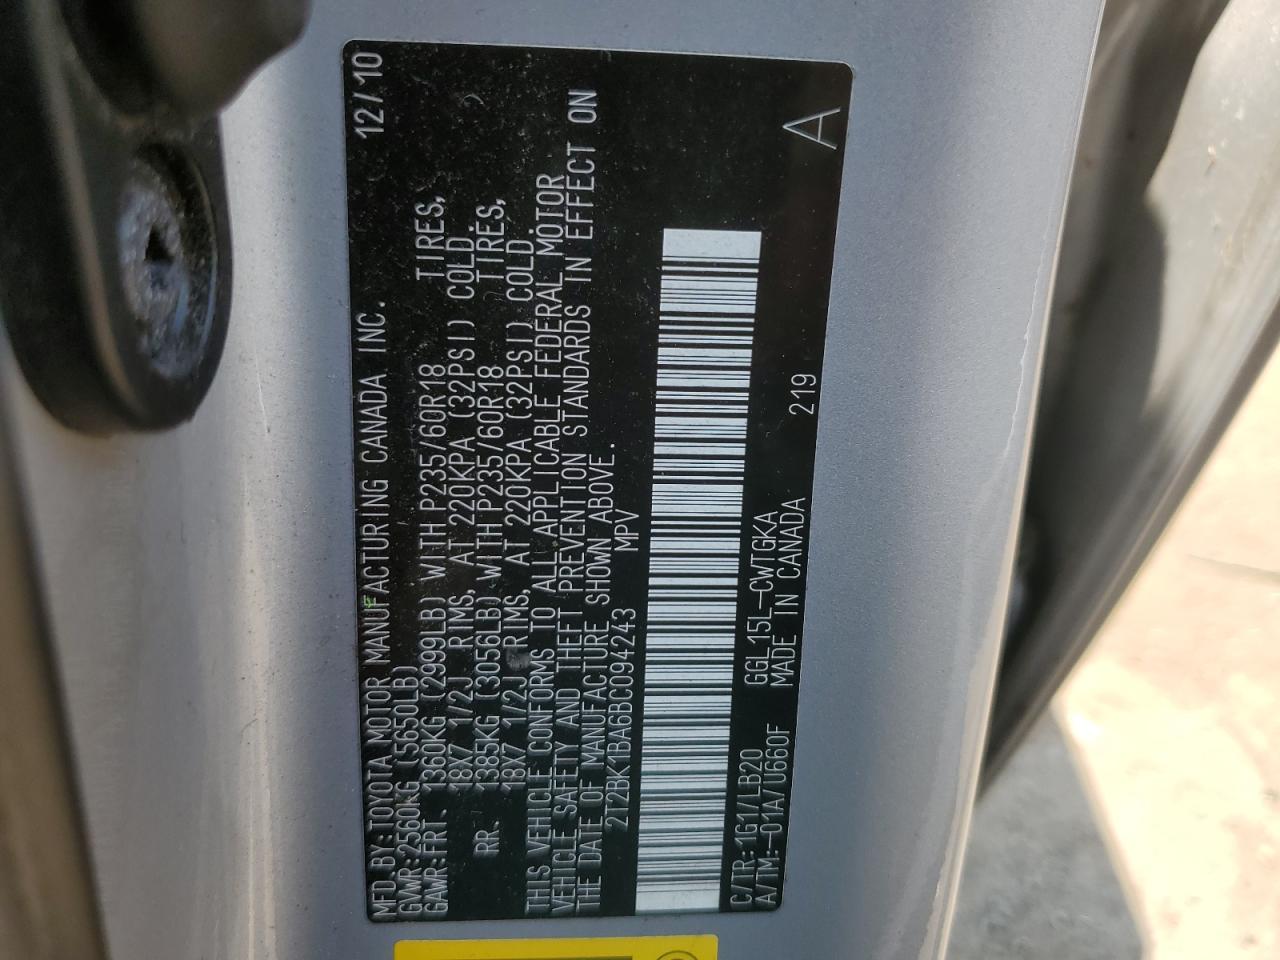 MFD.BY:TOYOTA MOTOR MANUFACTURING CANADA INC. 12/10
GVWR:2560KG (5650LB)
GAWR:FRT. 1360KG (2999LB) WITH P235/60R18 TIRES,
18X7 1/2J RIMS, AT 220KPA (32PSI) COLD.
RR. 1385KG (3056LB) WITH P235/60R18 TIRES,
18X7 1/2J RIMS, AT 220KPA (32PSI) COLD.
THIS VEHICLE CONFORMS TO ALL APPLICABLE FEDERAL MOTOR
VEHICLE SAFETY AND THEFT PREVENTION STANDARDS IN EFFECT ON
THE DATE OF MANUFACTURE SHOWN ABOVE.
2T2BK1BA6BC094243 MPV
C/TR:1G1/LB20 GGL15L-CWTGKA 219 A
A/TM:-01A/U660F MADE IN CANADA